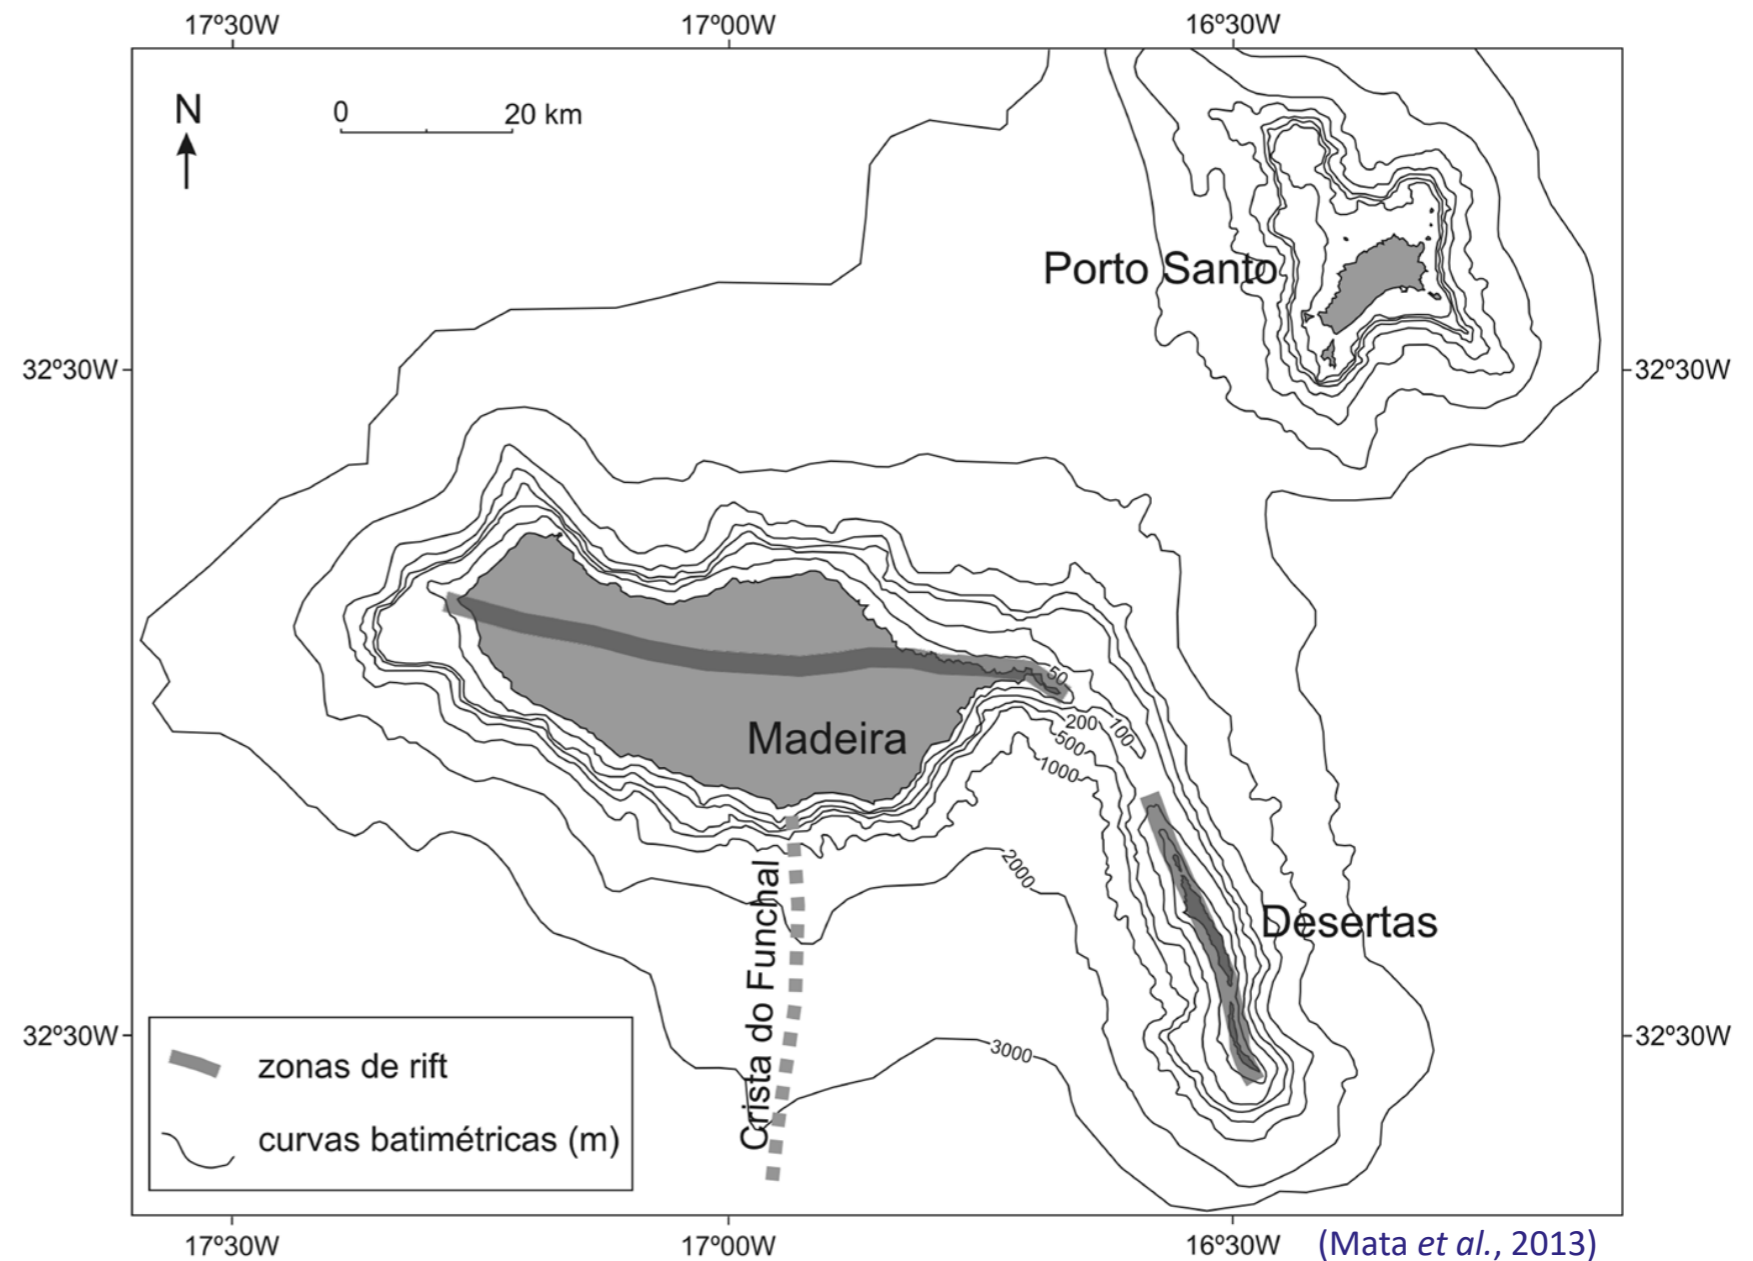 17º30W 17º00W 16º30W
N
0 20 km
Porto Santo
32º30W 32º30W
50
Madeira
200 100
500
1000
2000
Desertas
Crista do Funchal
32º30W 32º30W
3000
zonas de rift
curvas batimétricas (m)
17º30W 17º00W 16º30W
(Mata et al., 2013)